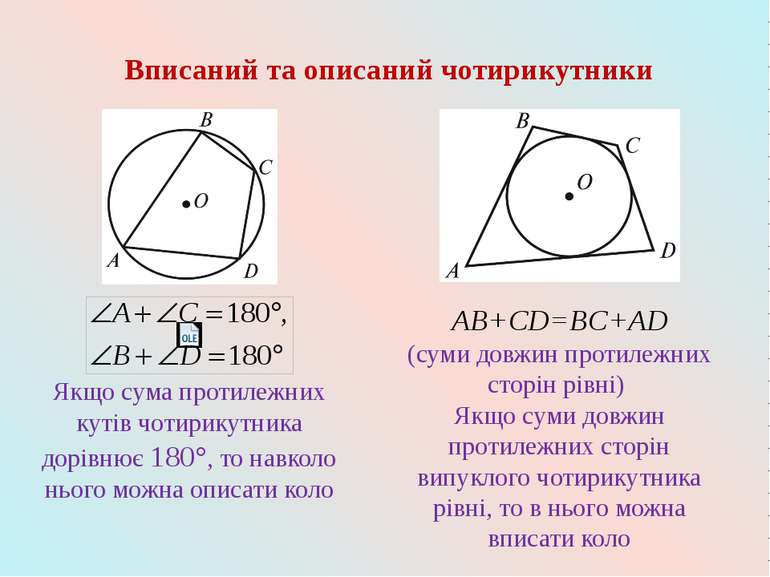 Вписаний та описаний чотирикутники
B
C
O
A
D
∠A+∠C=180°,
OLE
∠B+∠D=180°
Якщо сума протилежних
кутів чотирикутника
дорівнює 180°, то навколо
нього можна описати коло
B
C
O
D
A
AB+CD=BC+AD
(суми довжин протилежних
сторін рівні)
Якщо суми довжин
протилежних сторін
випуклого чотирикутника
рівні, то в нього можна
вписати коло